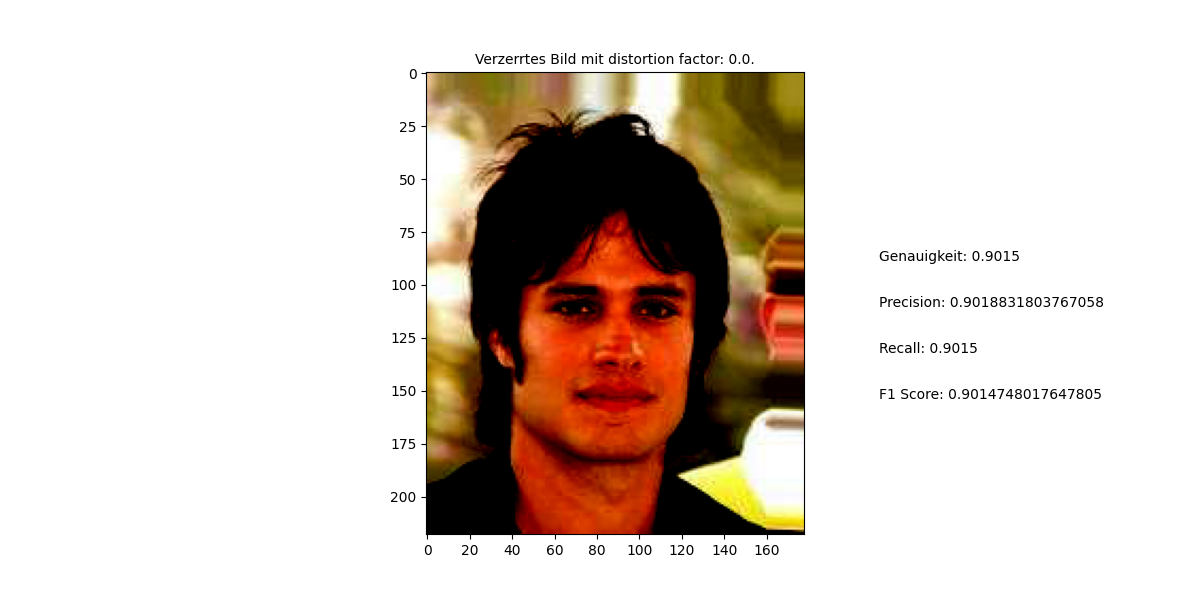 Verzerrtes Bild mit distortion factor: 0.0.
0
25
50
75
100
125
150
175
200
0 20 40 60 80 100 120 140 160
Genauigkeit: 0.9015
Precision: 0.9018831803767058
Recall: 0.9015
F1 Score: 0.9014748017647805